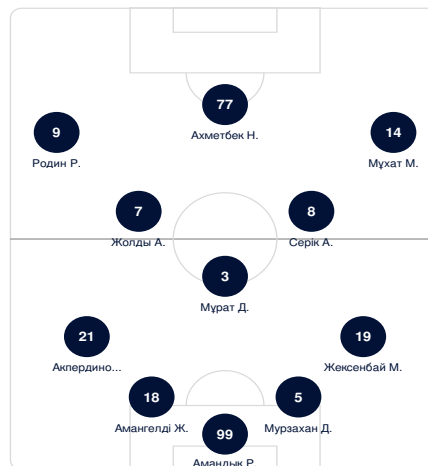 77
Ахметбек Н.
9
Родин Р.
14
Мұхат М.
7
Жолды А.
8
Серік А.
3
Мұрат Д.
21
Акпердино...
19
Жексенбай М.
18
Амангелді Ж.
5
Мурзахан Д.
99
Амандык Р.